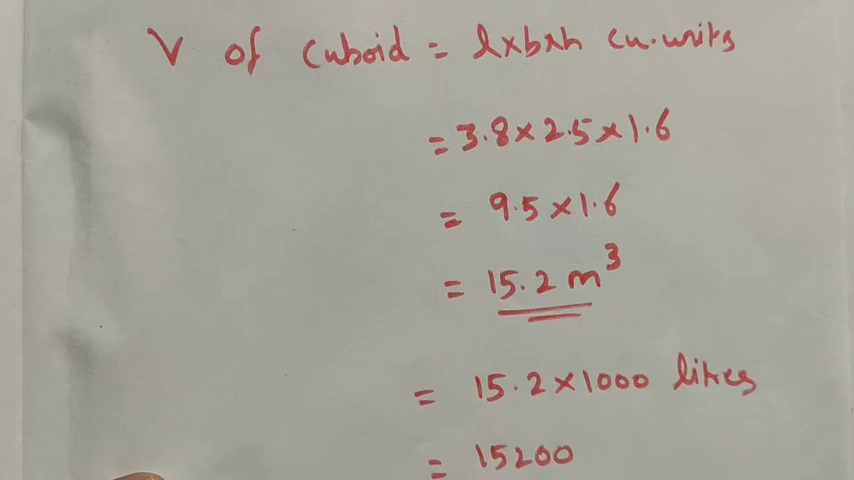 V of cuboid = l×b×h cu.units
= 3.8×2.5×1.6
= 9.5×1.6
= 15.2 m³
= 15.2×1000 litres
= 15200